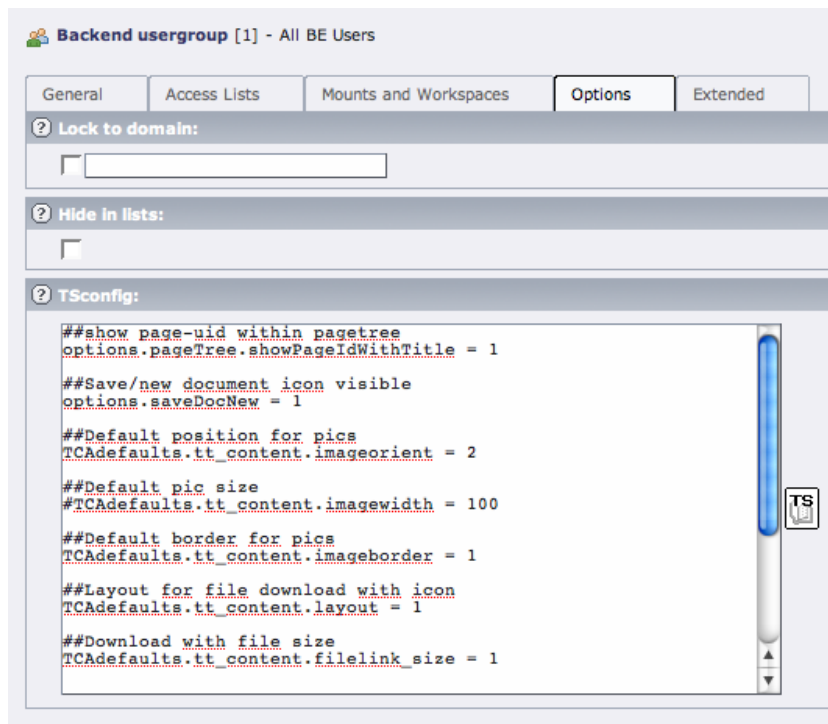 Backend usergroup [1] - All BE Users
General Access Lists Mounts and Workspaces Options Extended
? Lock to domain:
? Hide in lists:
? TSconfig:
##show page-uid within pagetree
options.pageTree.showPageIdWithTitle = 1
##Save/new document icon visible
options.saveDocNew = 1
##Default position for pics
TCAdefaults.tt_content.imageorient = 2
##Default pic size
#TCAdefaults.tt_content.imagewidth = 100
##Default border for pics
TCAdefaults.tt_content.imageborder = 1
##Layout for file download with icon
TCAdefaults.tt_content.layout = 1
##Download with file size
TCAdefaults.tt_content.filelink_size = 1
TS